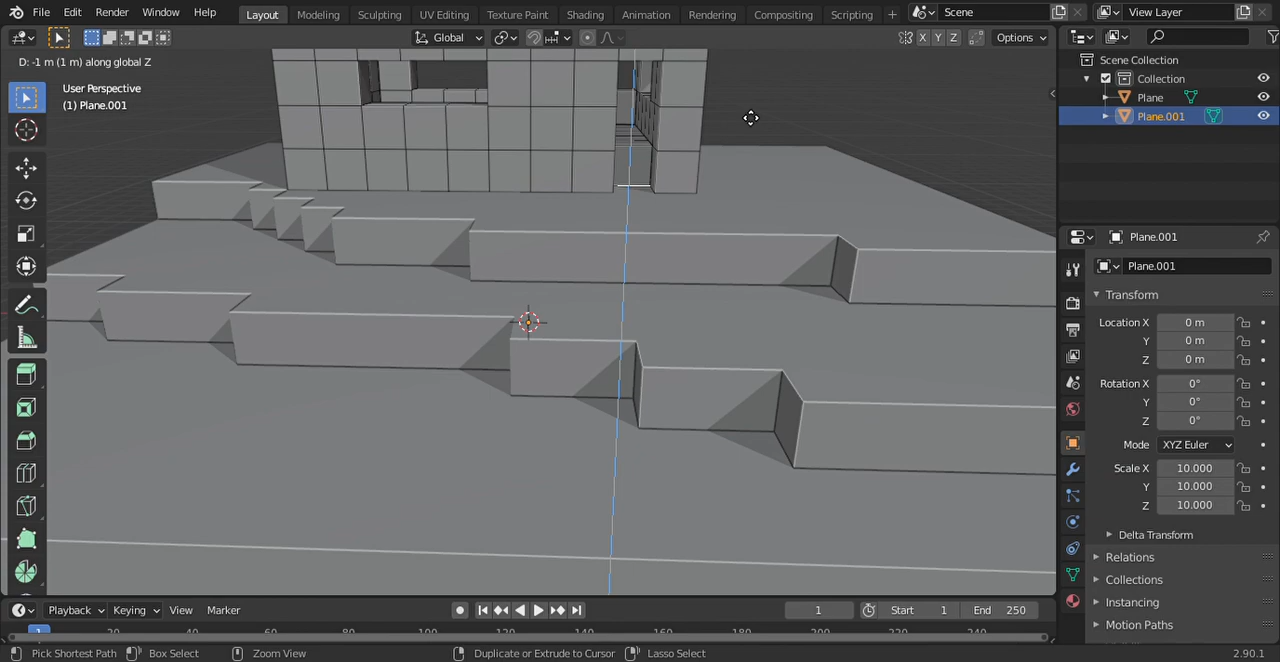 File Edit Render Window Help Layout Modeling Sculpting UV Editing Texture Paint Shading Animation Rendering Compositing Scripting + Scene View Layer
Global X Y Z Options
D: -1 m (1 m) along global Z
User Perspective
(1) Plane.001
Scene Collection
Collection
Plane
Plane.001
Plane.001
Plane.001
Transform
Location X 0 m
Y 0 m
Z 0 m
Rotation X 0°
Y 0°
Z 0°
Mode XYZ Euler
Scale X 10.000
Y 10.000
Z 10.000
Delta Transform
Relations
Collections
Instancing
Motion Paths
Playback Keying View Marker 1 Start 1 End 250
1 20 40 60 80 100 120 140 160 180 200 220 240
Pick Shortest Path Box Select Zoom View Duplicate or Extrude to Cursor Lasso Select 2.90.1